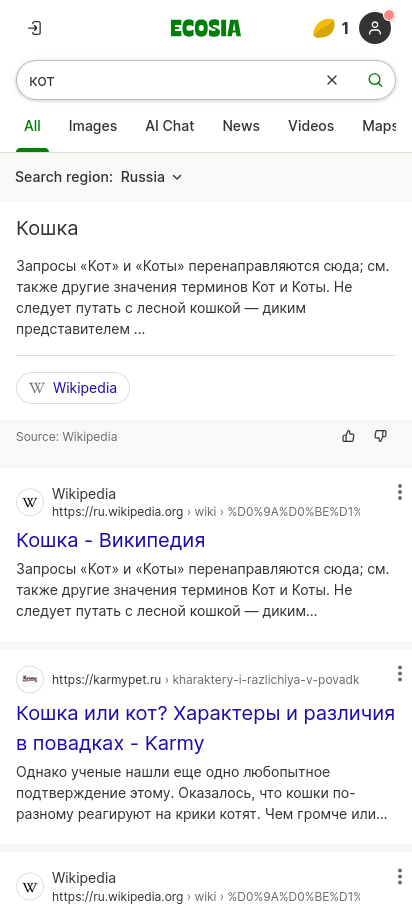 ECOSIA
1
кот
All Images AI Chat News Videos Maps
Search region: Russia
Кошка
Запросы «Кот» и «Коты» перенаправляются сюда; см.
также другие значения терминов Кот и Коты. Не
следует путать с лесной кошкой — диким
представителем ...
W Wikipedia
Source: Wikipedia
W
Wikipedia
https://ru.wikipedia.org › wiki › %D0%9A%D0%BE%D1%
Кошка - Википедия
Запросы «Кот» и «Коты» перенаправляются сюда; см.
также другие значения терминов Кот и Коты. Не
следует путать с лесной кошкой — диким...
https://karmypet.ru › kharaktery-i-razlichiya-v-povadk
Кошка или кот? Характеры и различия
в повадках - Karmy
Однако ученые нашли еще одно любопытное
подтверждение этому. Оказалось, что кошки по-
разному реагируют на крики котят. Чем громче или...
W
Wikipedia
https://ru.wikipedia.org › wiki › %D0%9A%D0%BE%D1%